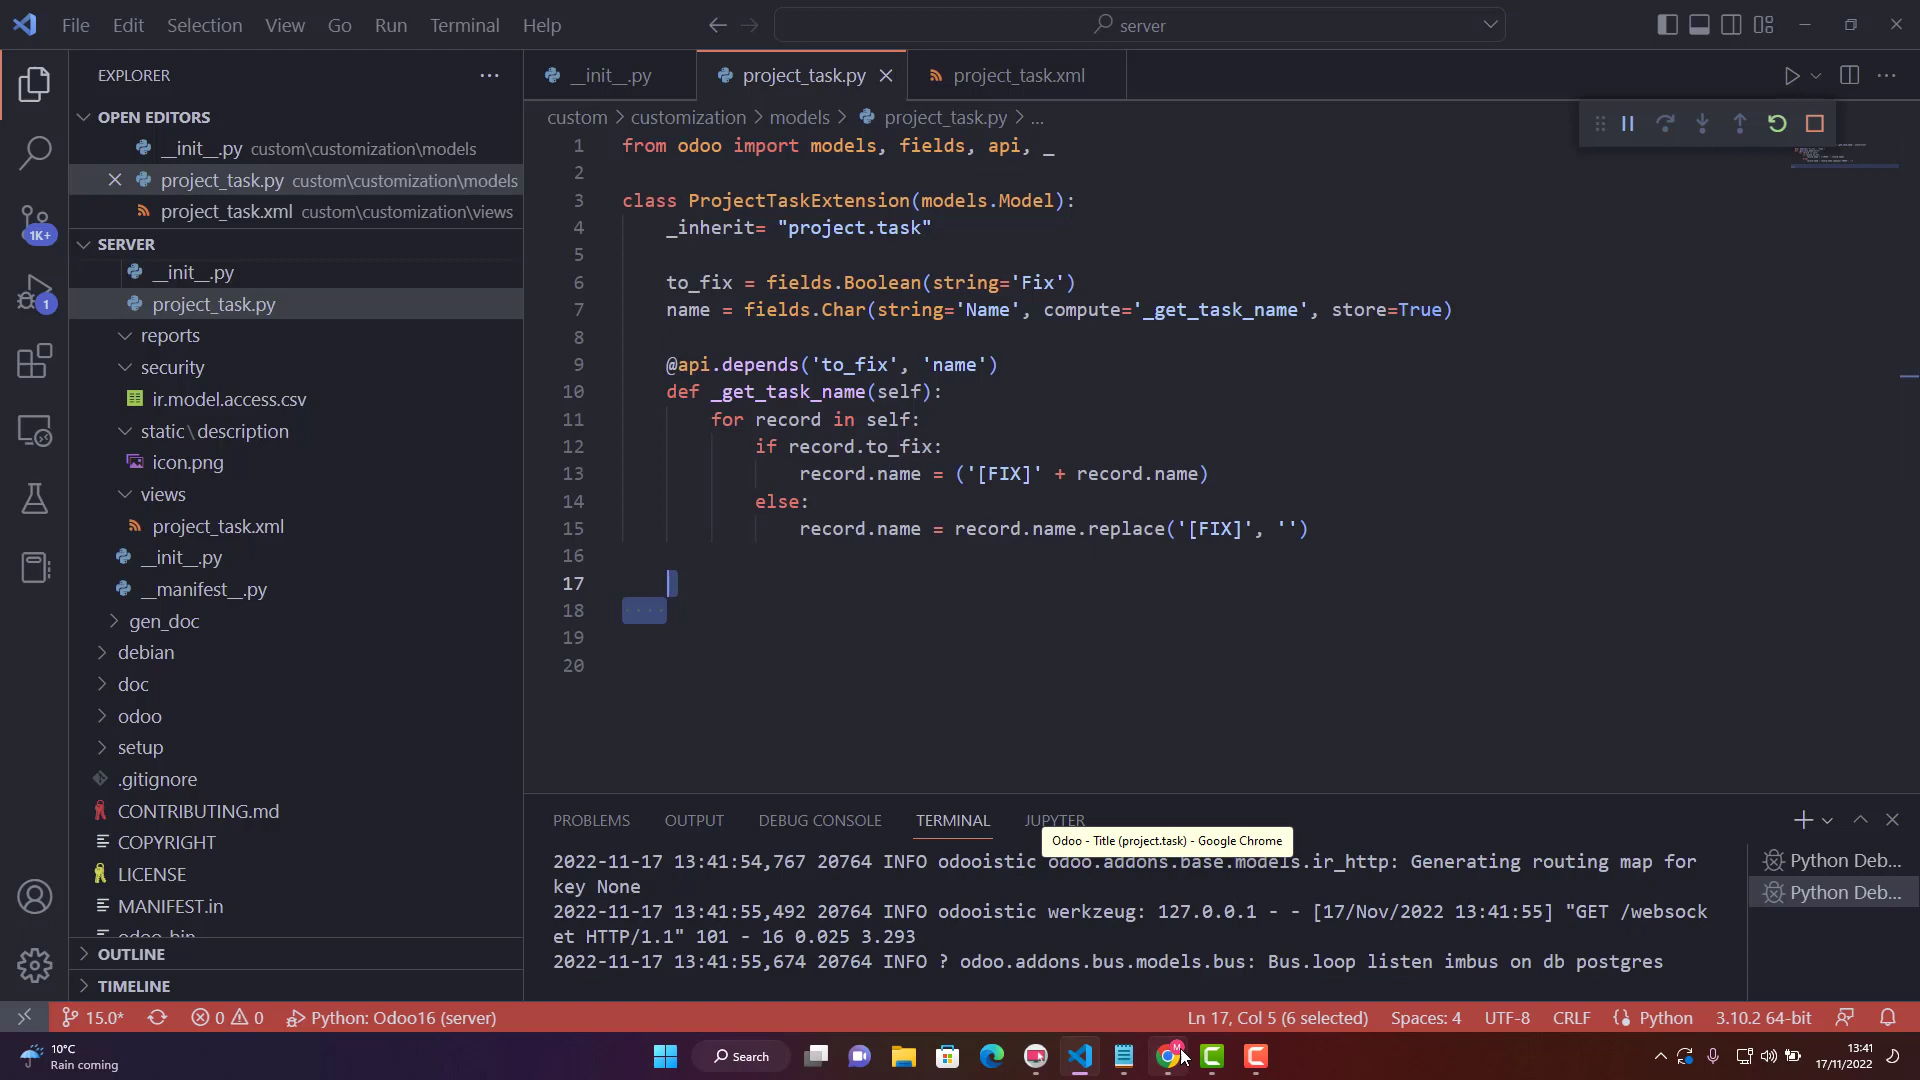 File Edit Selection View Go Run Terminal Help
server
EXPLORER
OPEN EDITORS
__init__.py custom\customization\models
project_task.py custom\customization\models
project_task.xml custom\customization\views
1K+
SERVER
__init__.py
1
project_task.py
reports
security
ir.model.access.csv
static\description
icon.png
views
project_task.xml
__init__.py
__manifest__.py
gen_doc
debian
doc
odoo
setup
.gitignore
CONTRIBUTING.md
COPYRIGHT
LICENSE
MANIFEST.in
odoo-bin
OUTLINE
TIMELINE
__init__.py project_task.py project_task.xml
custom > customization > models > project_task.py > ...
1 from odoo import models, fields, api, _
2
3 class ProjectTaskExtension(models.Model):
4 _inherit= "project.task"
5
6 to_fix = fields.Boolean(string='Fix')
7 name = fields.Char(string='Name', compute='_get_task_name', store=True)
8
9 @api.depends('to_fix', 'name')
10 def _get_task_name(self):
11 for record in self:
12 if record.to_fix:
13 record.name = ('[FIX]' + record.name)
14 else:
15 record.name = record.name.replace('[FIX]', '')
16
17
18 ....
19
20
PROBLEMS OUTPUT DEBUG CONSOLE TERMINAL JUPYTER
Odoo - Title (project.task) - Google Chrome
2022-11-17 13:41:54,767 20764 INFO odooistic odoo.addons.base.models.ir_http: Generating routing map for
key None
2022-11-17 13:41:55,492 20764 INFO odooistic werkzeug: 127.0.0.1 - - [17/Nov/2022 13:41:55] "GET /websock
et HTTP/1.1" 101 - 16 0.025 3.293
2022-11-17 13:41:55,674 20764 INFO ? odoo.addons.bus.models.bus: Bus.loop listen imbus on db postgres
Python Deb...
Python Deb...
15.0* 0 0 Python: Odoo16 (server) Ln 17, Col 5 (6 selected) Spaces: 4 UTF-8 CRLF Python 3.10.2 64-bit
10°C
Rain coming
Search
M
13:41
17/11/2022